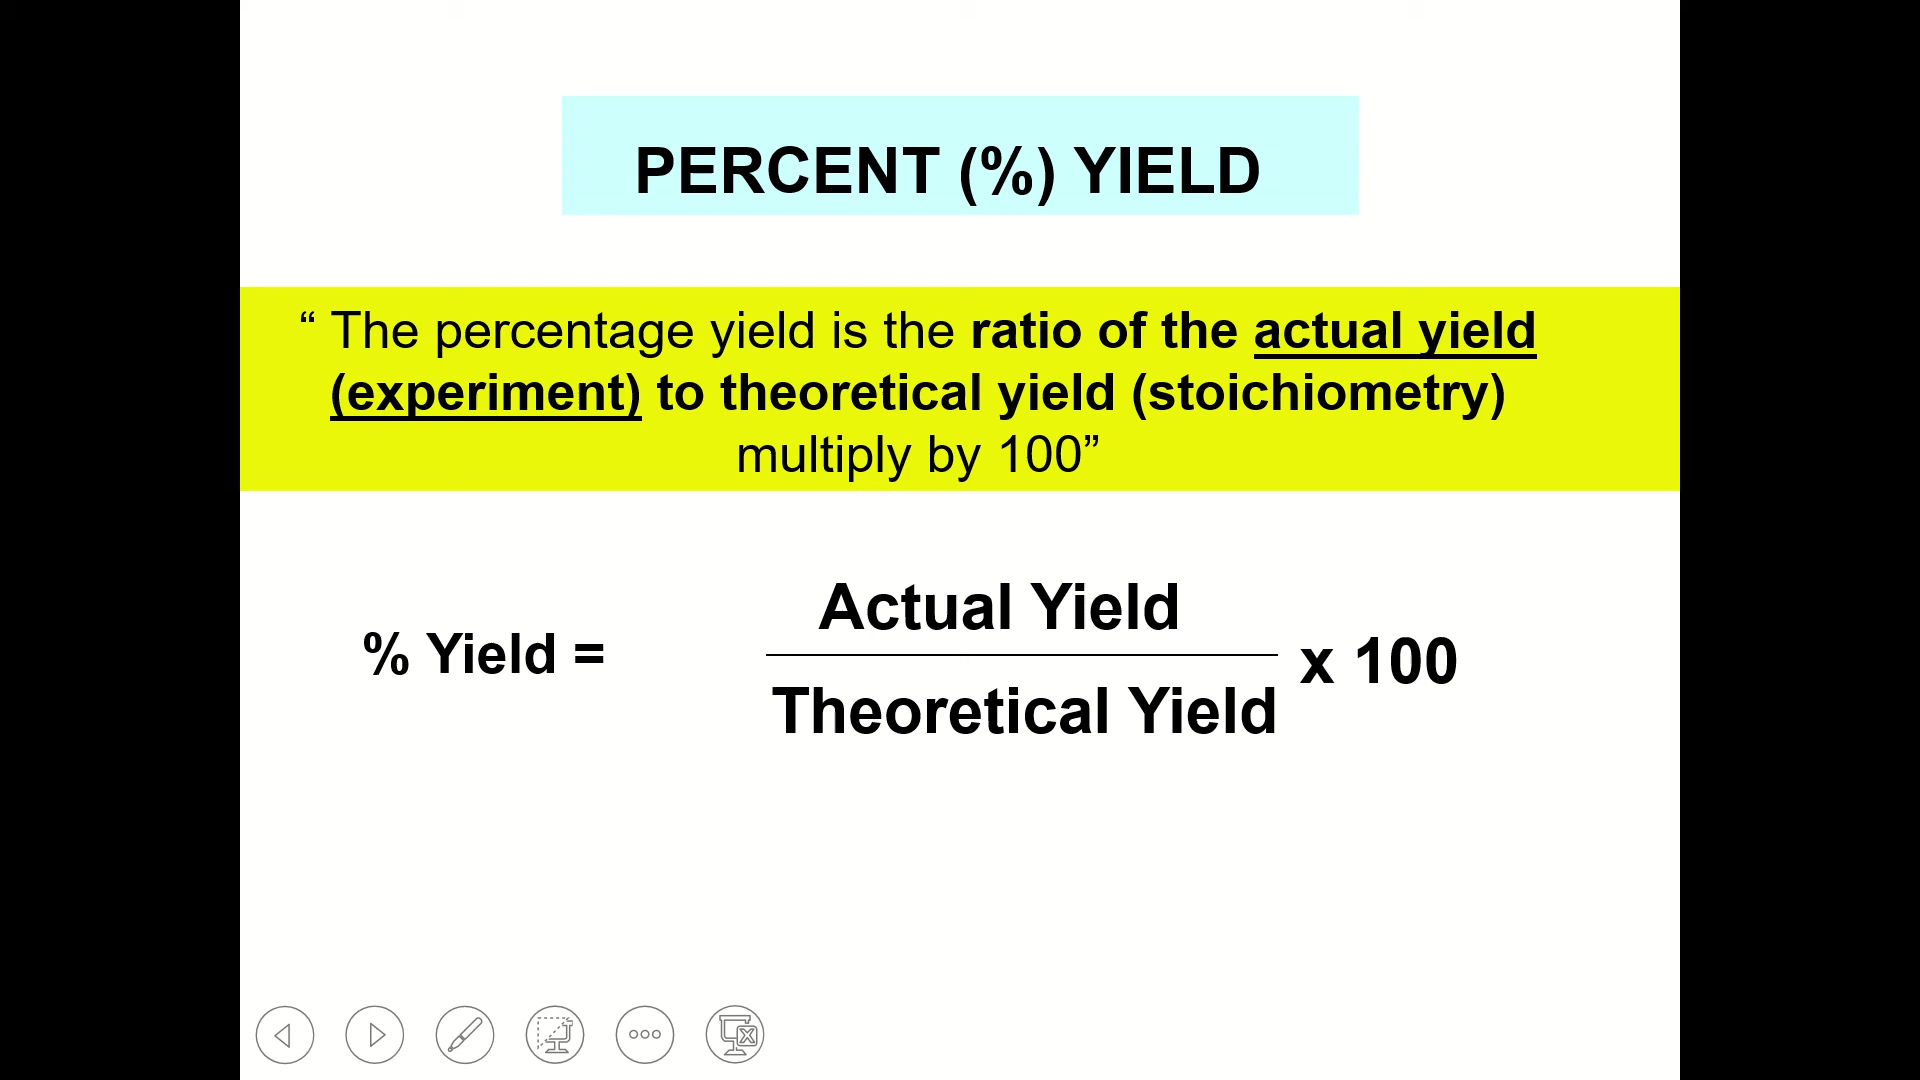 PERCENT (%) YIELD
“ The percentage yield is the ratio of the actual yield
(experiment) to theoretical yield (stoichiometry)
multiply by 100”
% Yield =
Actual Yield
Theoretical Yield
x 100